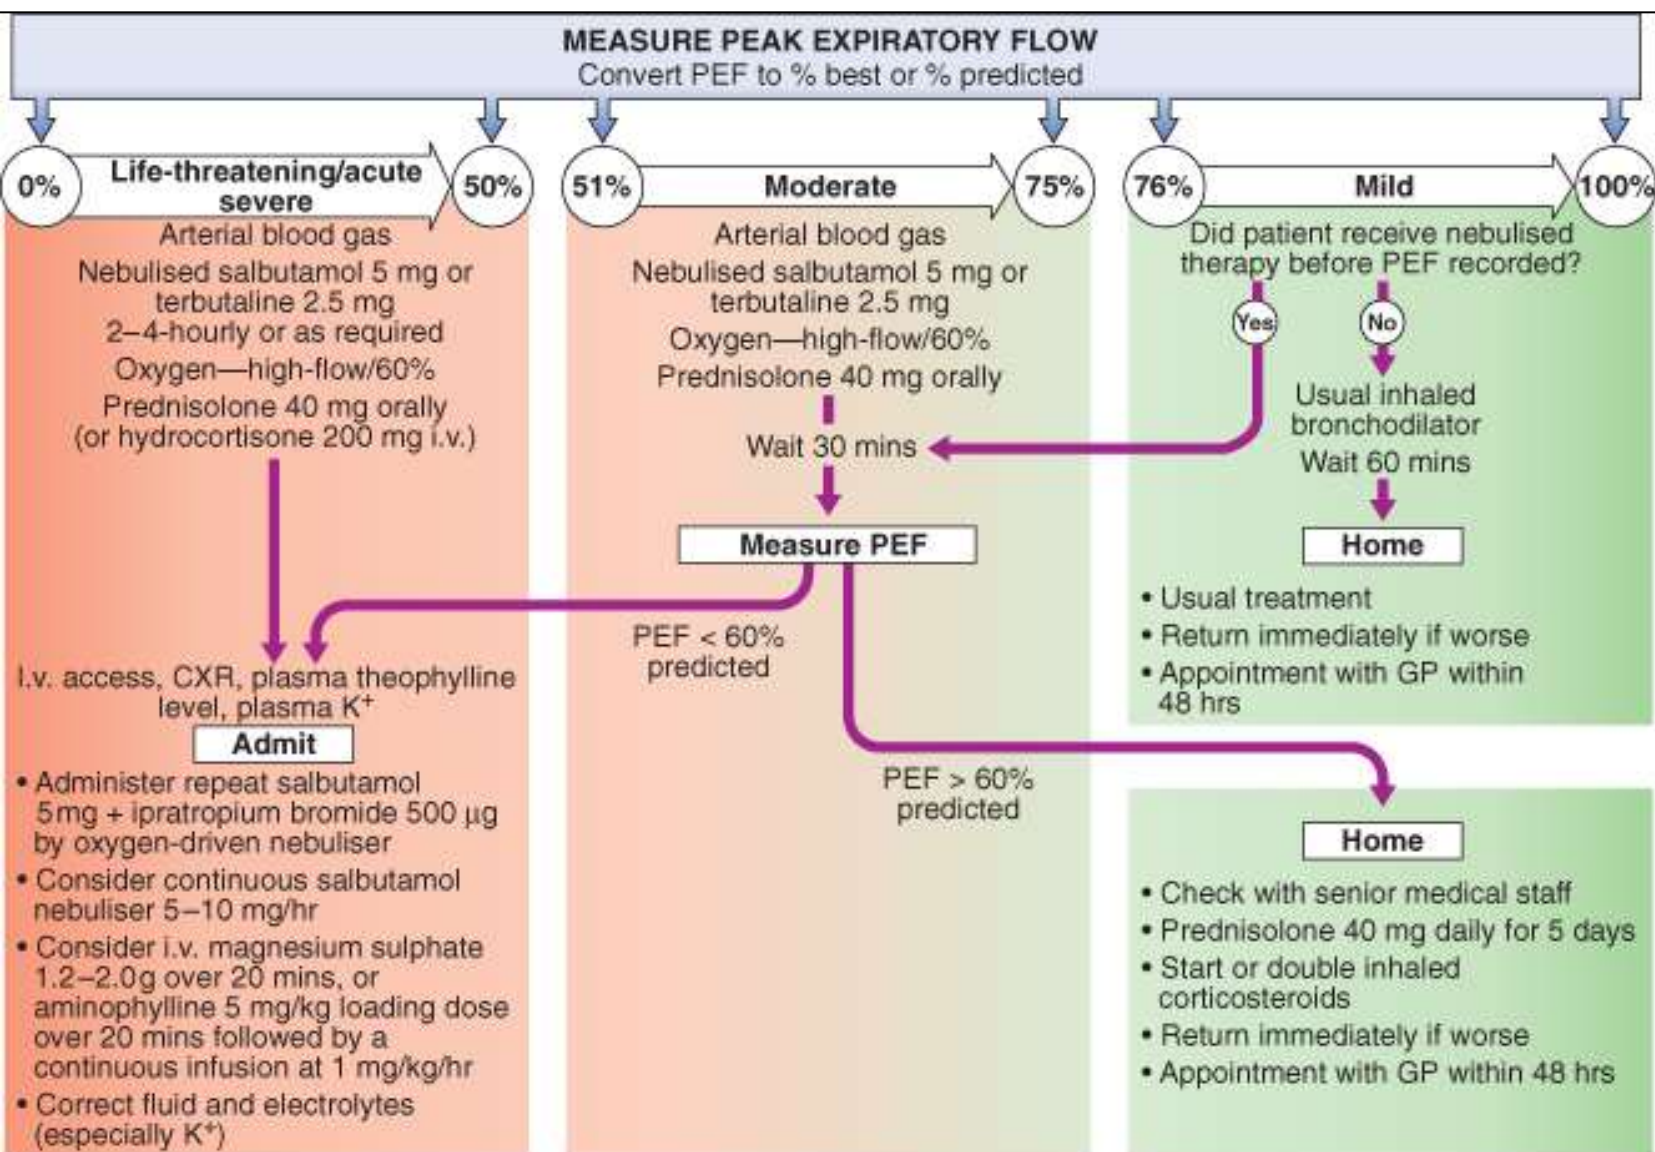 MEASURE PEAK EXPIRATORY FLOW
Convert PEF to % best or % predicted
0%
Life-threatening/acute
severe
50%
Arterial blood gas
Nebulised salbutamol 5 mg or
terbutaline 2.5 mg
2–4-hourly or as required
Oxygen—high-flow/60%
Prednisolone 40 mg orally
(or hydrocortisone 200 mg i.v.)
I.v. access, CXR, plasma theophylline
level, plasma K⁺
Admit
• Administer repeat salbutamol
5mg + ipratropium bromide 500 μg
by oxygen-driven nebuliser
• Consider continuous salbutamol
nebuliser 5–10 mg/hr
• Consider i.v. magnesium sulphate
1.2–2.0g over 20 mins, or
aminophylline 5 mg/kg loading dose
over 20 mins followed by a
continuous infusion at 1 mg/kg/hr
• Correct fluid and electrolytes
(especially K⁺)
51%
Moderate
75%
Arterial blood gas
Nebulised salbutamol 5 mg or
terbutaline 2.5 mg
Oxygen—high-flow/60%
Prednisolone 40 mg orally
Wait 30 mins
Measure PEF
PEF < 60%
predicted
PEF > 60%
predicted
76%
Mild
100%
Did patient receive nebulised
therapy before PEF recorded?
Yes
No
Usual inhaled
bronchodilator
Wait 60 mins
Home
• Usual treatment
• Return immediately if worse
• Appointment with GP within
48 hrs
Home
• Check with senior medical staff
• Prednisolone 40 mg daily for 5 days
• Start or double inhaled
corticosteroids
• Return immediately if worse
• Appointment with GP within 48 hrs